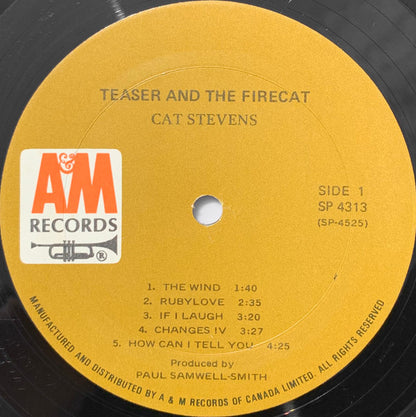 TEASER AND THE FIRECAT
CAT STEVENS
A&M
RECORDS
®
SIDE 1
SP 4313
(SP-4525)
1. THE WIND 1:40
2. RUBYLOVE 2:35
3. IF I LAUGH 3:20
4. CHANGES IV 3:27
5. HOW CAN I TELL YOU 4:25
Produced by
PAUL SAMWELL-SMITH
MANUFACTURED AND DISTRIBUTED BY A & M RECORDS OF CANADA LIMITED. ALL RIGHTS RESERVED